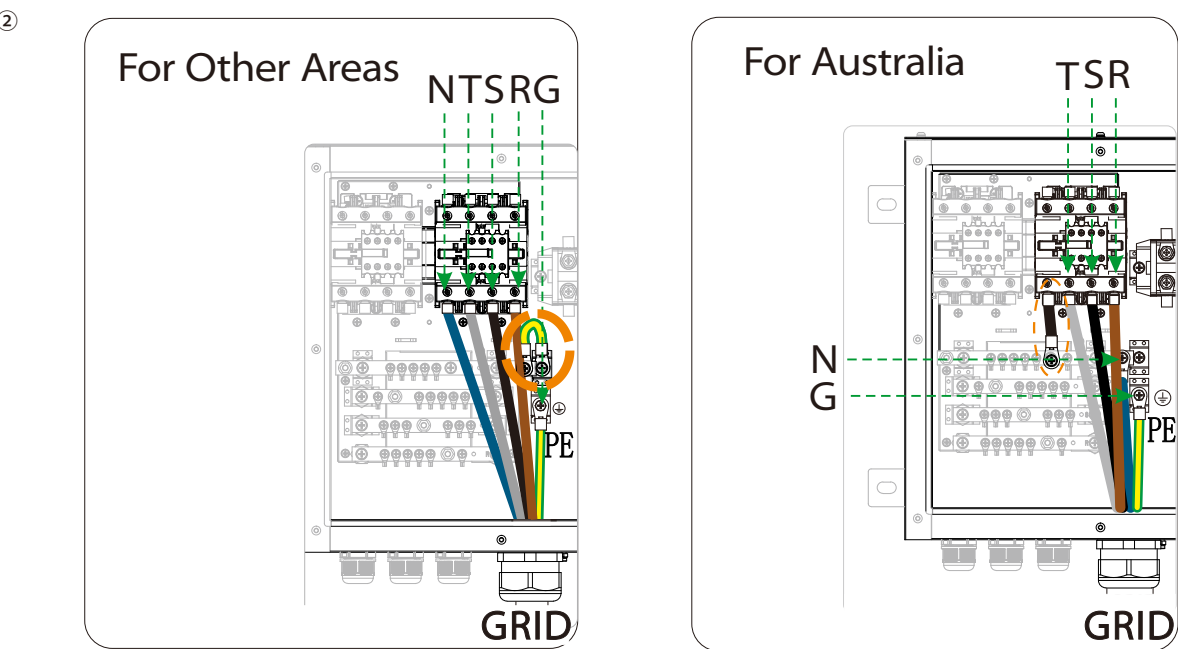 ②
For Other Areas
NTSRG
PE
GRID
For Australia
TSR
N
G
PE
GRID